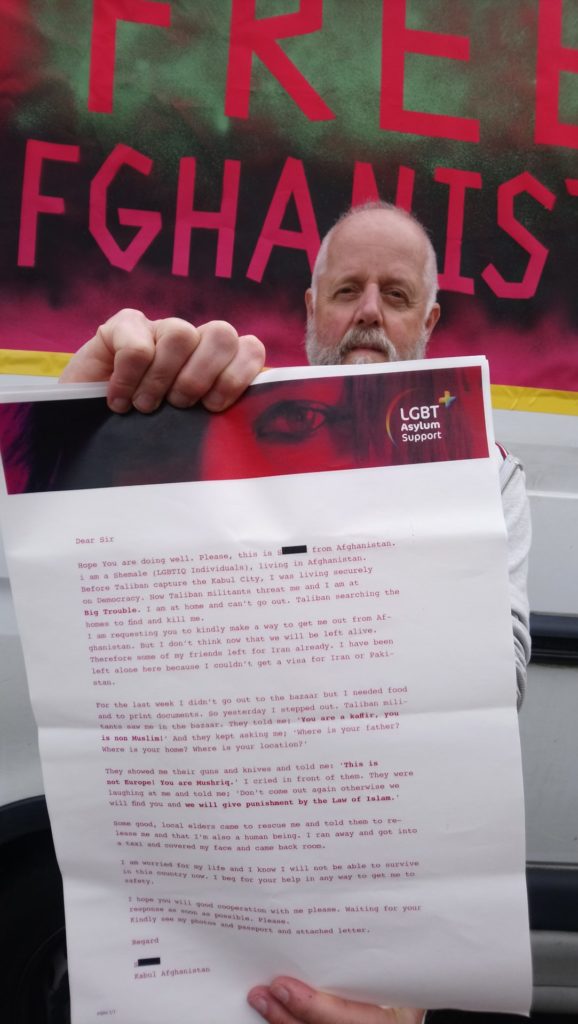 FREE
FGHANIS
LGBT
Asylum
Support
Dear Sir
Hope You are doing well. Please, this is S from Afghanistan.
i am a Shemale (LGBTIQ Individuals), living in Afghanistan.
Before Taliban capture the Kabul City, I was living securely
on Democracy. Now Taliban militants threat me and I am at
Big Trouble. I am at home and can't go out. Taliban searching the
homes to find and kill me.
I am requesting you to kindly make a way to get me out from Af-
ghanistan. But I don't think now that we will be left alive.
Therefore some of my friends left for Iran already. I have been
left alone here because I couldn't get a visa for Iran or Paki-
stan.
For the last week I didn't go out to the bazaar but I needed food
and to print documents. So yesterday I stepped out. Taliban mili-
tants saw me in the bazaar. They told me; 'You are a kaffir, you
is non Muslim!' And they kept asking me; 'Where is your father?
Where is your home? Where is your location?'
They showed me their guns and knives and told me: 'This is
not Europe! You are Mushriq.' I cried in front of them. They were
laughing at me and told me; 'Don't come out again otherwise we
will find you and we will give punishment by the Law of Islam.'
Some good, local elders came to rescue me and told them to re-
lease me and that I'm also a human being. I ran away and got into
a taxi and covered my face and came back room.
I am worried for my life and I know I will not be able to survive
in this country now. I beg for your help in any way to get me to
safety.
I hope you will good cooperation with me please. Waiting for your
response as soon as possible. Please.
Kindly see my photos and passport and attached letter.
Regard
S
Kabul Afghanistan